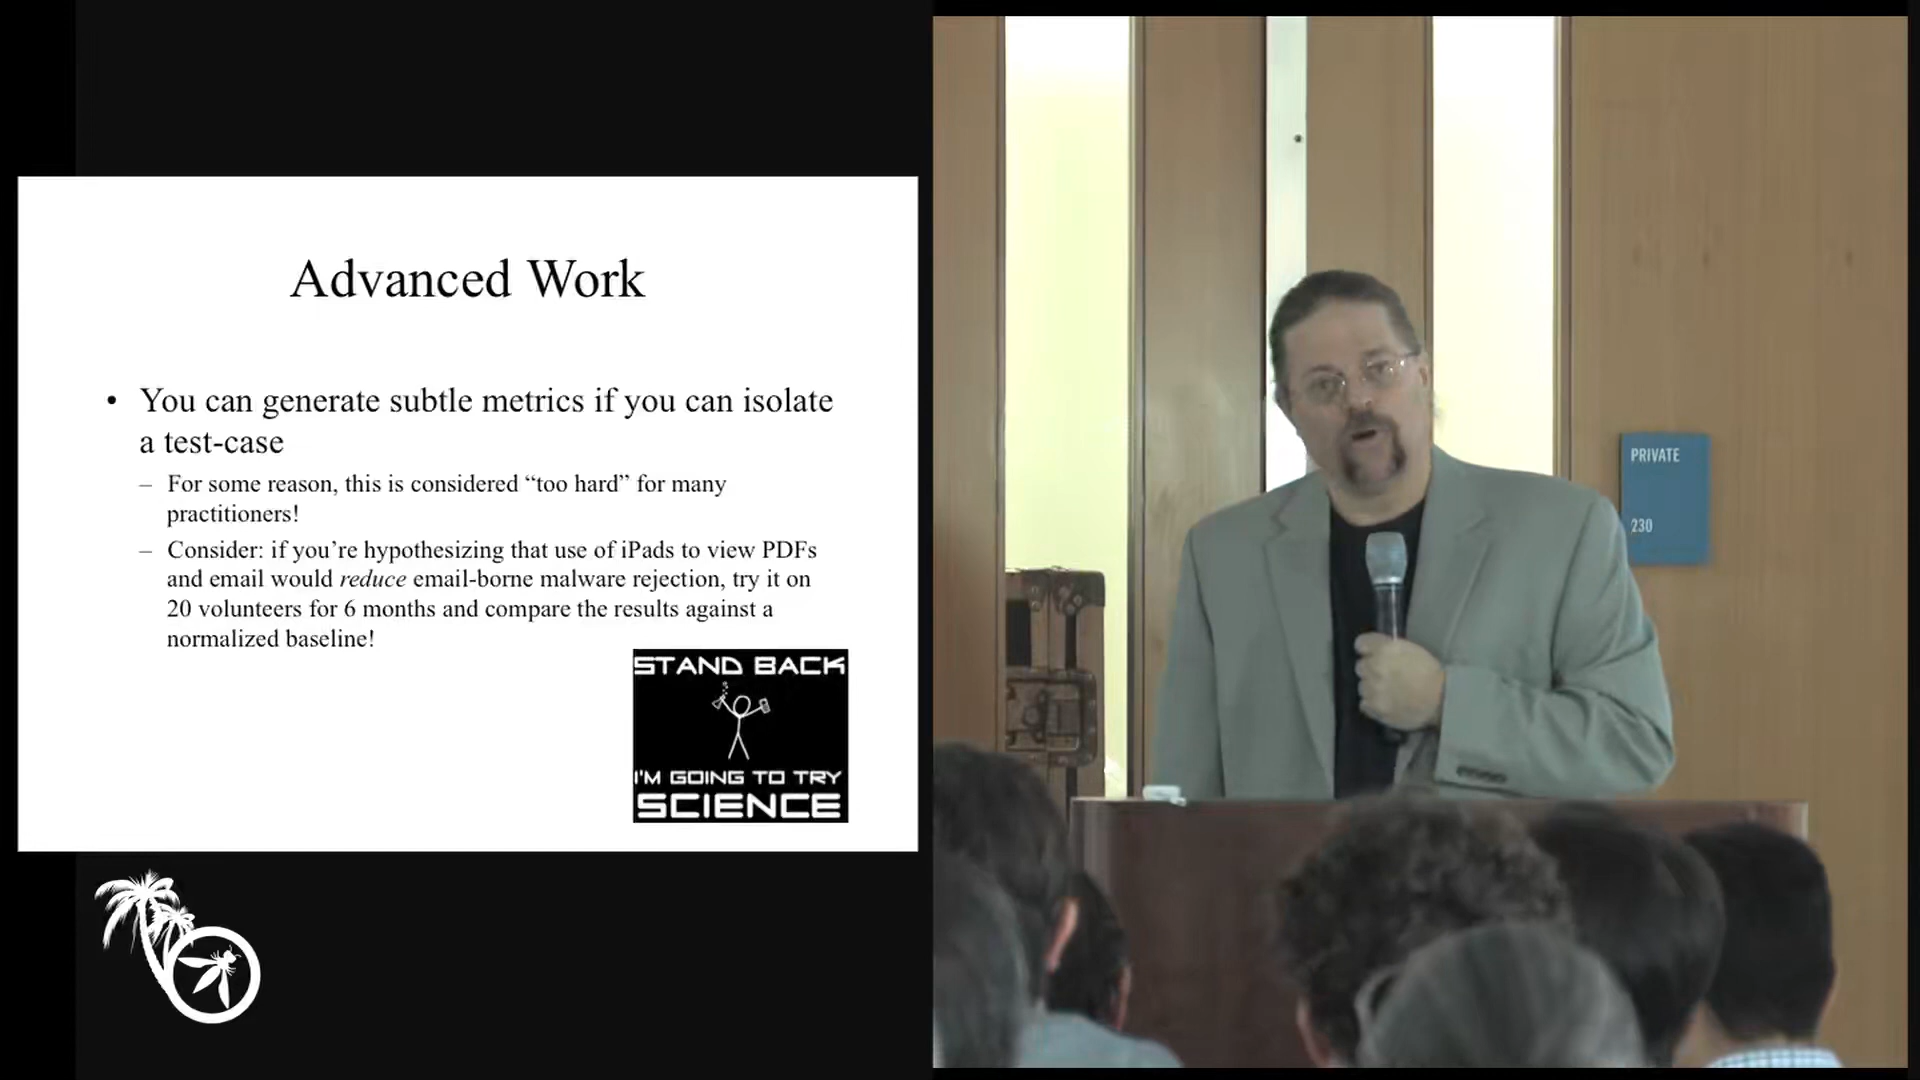 Advanced Work
• You can generate subtle metrics if you can isolate
a test-case
– For some reason, this is considered “too hard” for many
practitioners!
– Consider: if you’re hypothesizing that use of iPads to view PDFs
and email would reduce email-borne malware rejection, try it on
20 volunteers for 6 months and compare the results against a
normalized baseline!
STAND BACK
I'M GOING TO TRY
SCIENCE
PRIVATE
230